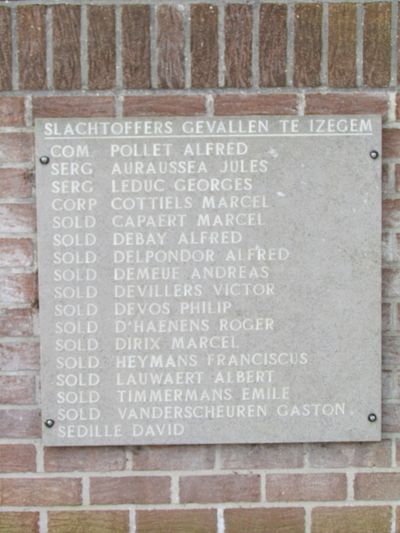 SLACHTOFFERS GEVALLEN TE IZEGEM
COM. POLLET ALFRED
SERG AURAUSSEA JULES
SERG LEDUC GEORGES
CORP COTTIELS MARCEL
SOLD CAPAERT MARCEL
SOLD DEBAY ALFRED
SOLD DELPONDOR ALFRED
SOLD DEMEUE ANDREAS
SOLD DEVILLERS VICTOR
SOLD DEVOS PHILIP
SOLD D'HAENENS ROGER
SOLD DIRIX MARCEL
SOLD HEYMANS FRANCISCUS
SOLD LAUWAERT ALBERT
SOLD TIMMERMANS EMILE
SOLD VANDERSCHEUREN GASTON.
SEDILLE DAVID